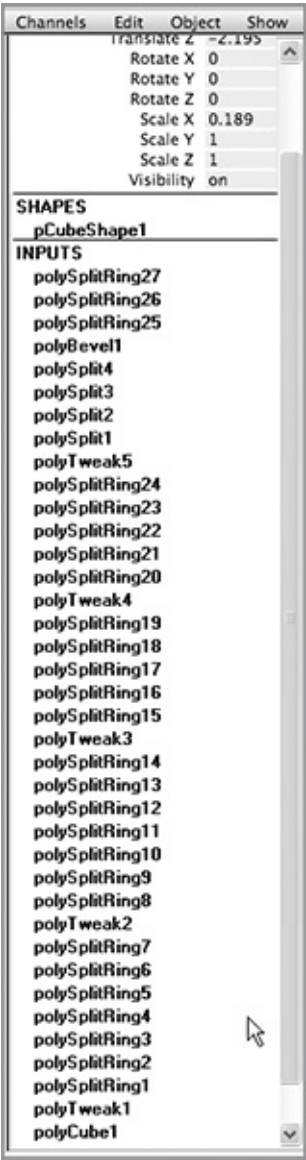 Channels Edit Object Show
Translate Z -2.195
Rotate X 0
Rotate Y 0
Rotate Z 0
Scale X 0.189
Scale Y 1
Scale Z 1
Visibility on
SHAPES
pCubeShape1
INPUTS
polySplitRing27
polySplitRing26
polySplitRing25
polyBevel1
polySplit4
polySplit3
polySplit2
polySplit1
polyTweak5
polySplitRing24
polySplitRing23
polySplitRing22
polySplitRing21
polySplitRing20
polyTweak4
polySplitRing19
polySplitRing18
polySplitRing17
polySplitRing16
polySplitRing15
polyTweak3
polySplitRing14
polySplitRing13
polySplitRing12
polySplitRing11
polySplitRing10
polySplitRing9
polySplitRing8
polyTweak2
polySplitRing7
polySplitRing6
polySplitRing5
polySplitRing4
polySplitRing3
polySplitRing2
polySplitRing1
polyTweak1
polyCube1